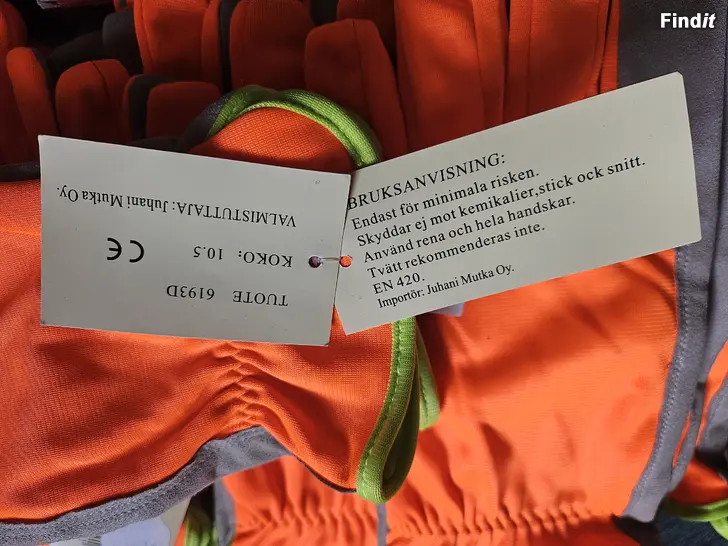 Findit
TUOTE 6193D
KOKO: 10.5
CE
VALMISTUTTAJA: Juhani Mutka Oy.
BRUKSANVISNING:
Endast för minimala risken.
Skyddar ej mot kemikalier,stick ock snitt.
Använd rena och hela handskar.
Tvätt rekommenderas inte.
EN 420.
Importör: Juhani Mutka Oy.